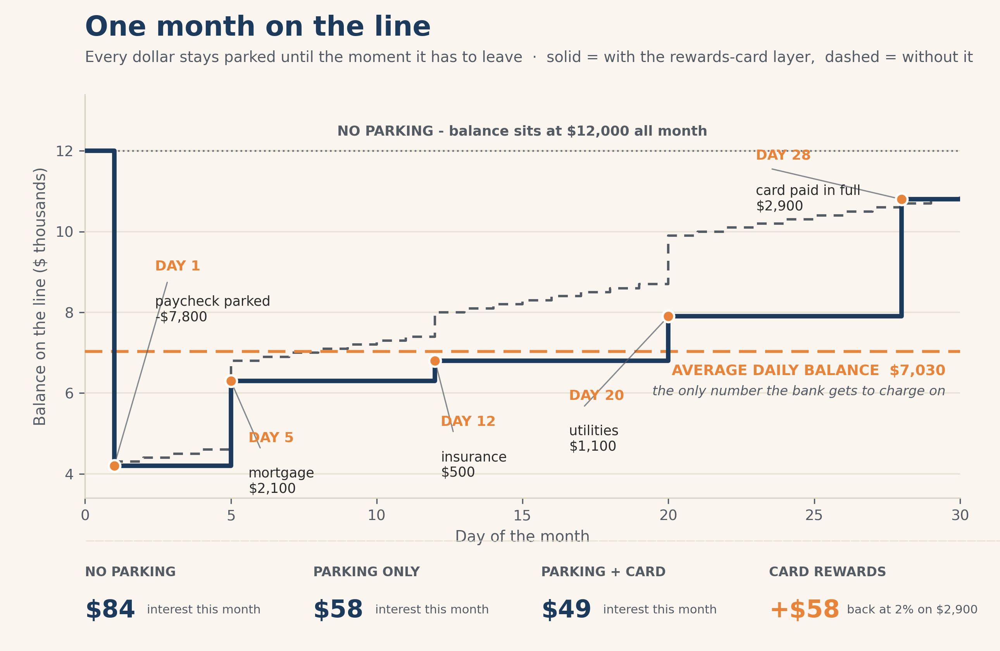 One month on the line
Every dollar stays parked until the moment it has to leave · solid = with the rewards-card layer, dashed = without it
NO PARKING - balance sits at $12,000 all month
Balance on the line ($ thousands)
12
10
8
6
4
DAY 28
card paid in full
$2,900
DAY 1
paycheck parked
-$7,800
AVERAGE DAILY BALANCE $7,030
the only number the bank gets to charge on
DAY 20
utilities
$1,100
DAY 12
insurance
$500
DAY 5
mortgage
$2,100
0 5 10 15 20 25 30
Day of the month
NO PARKING
$84 interest this month
PARKING ONLY
$58 interest this month
PARKING + CARD
$49 interest this month
CARD REWARDS
+$58 back at 2% on $2,900